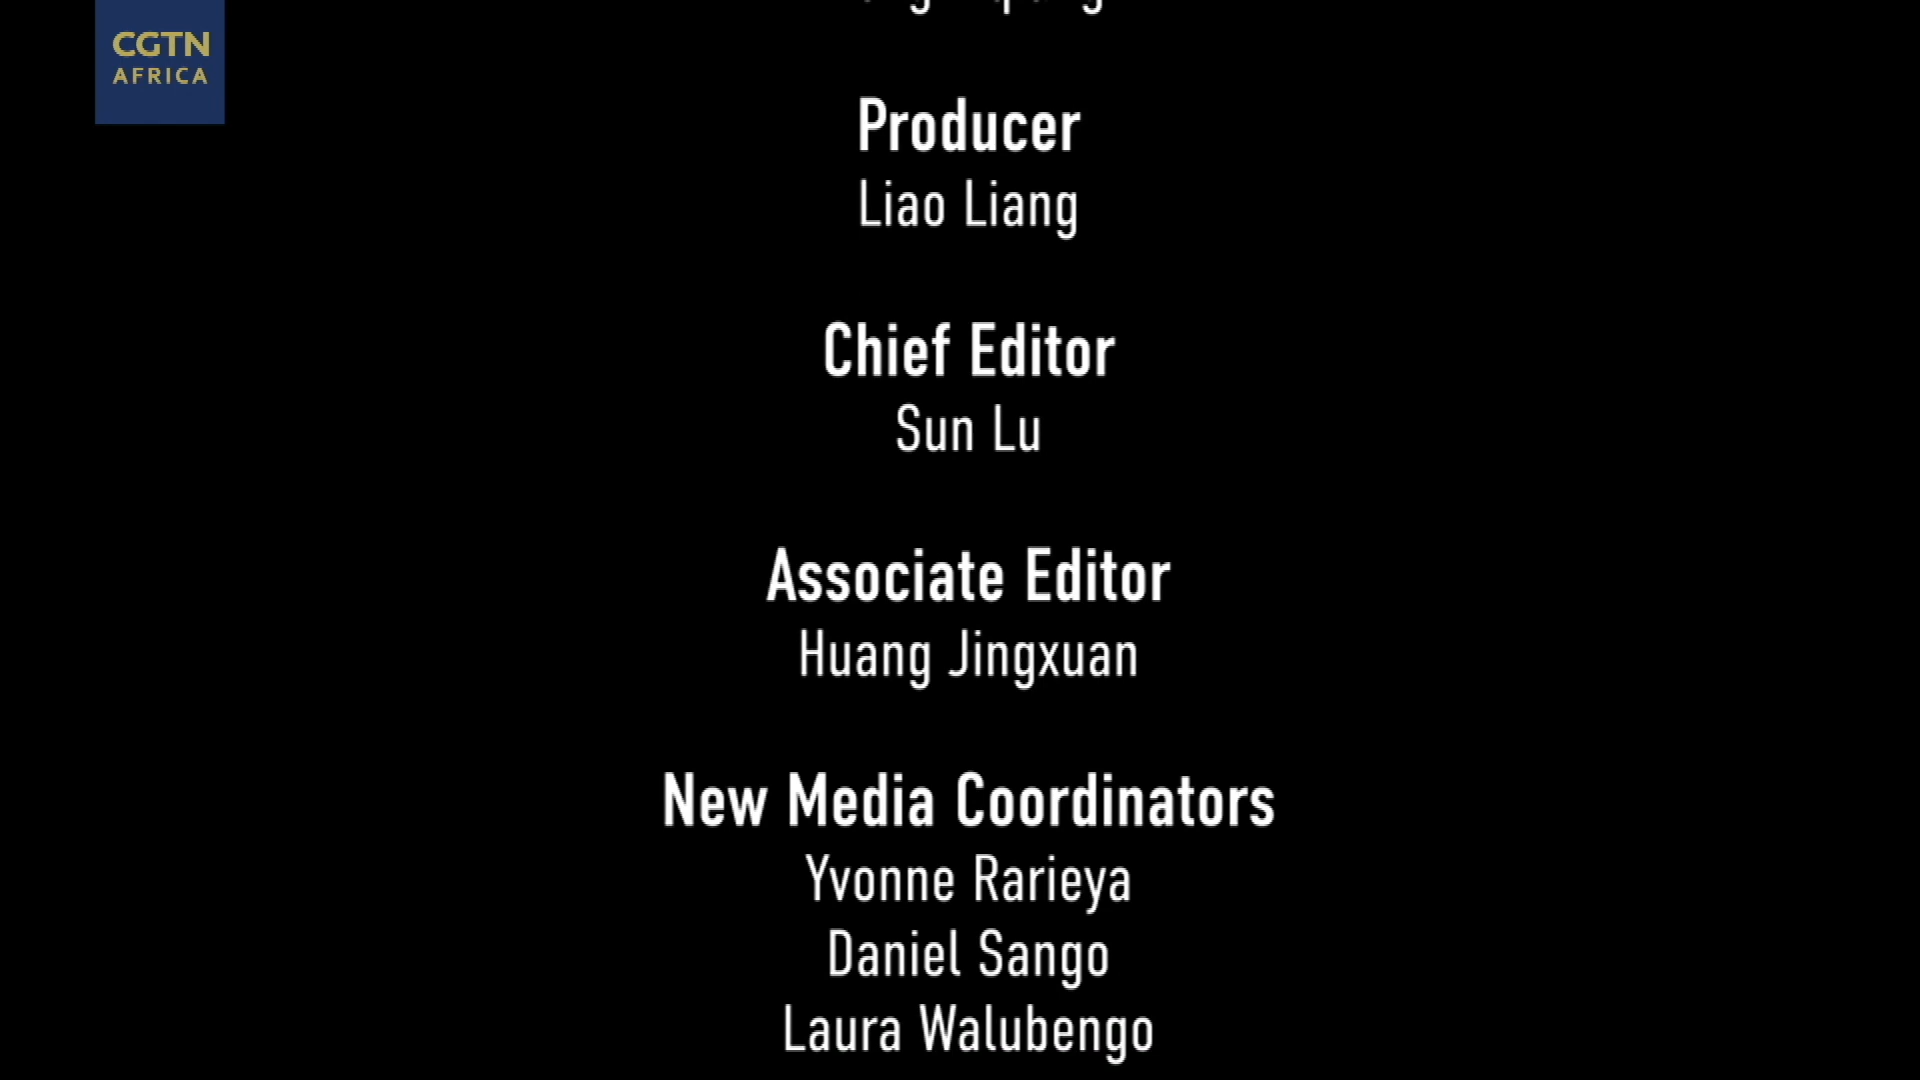 CGTN
AFRICA
Producer
Liao Liang
Chief Editor
Sun Lu
Associate Editor
Huang Jingxuan
New Media Coordinators
Yvonne Rarieya
Daniel Sango
Laura Walubengo